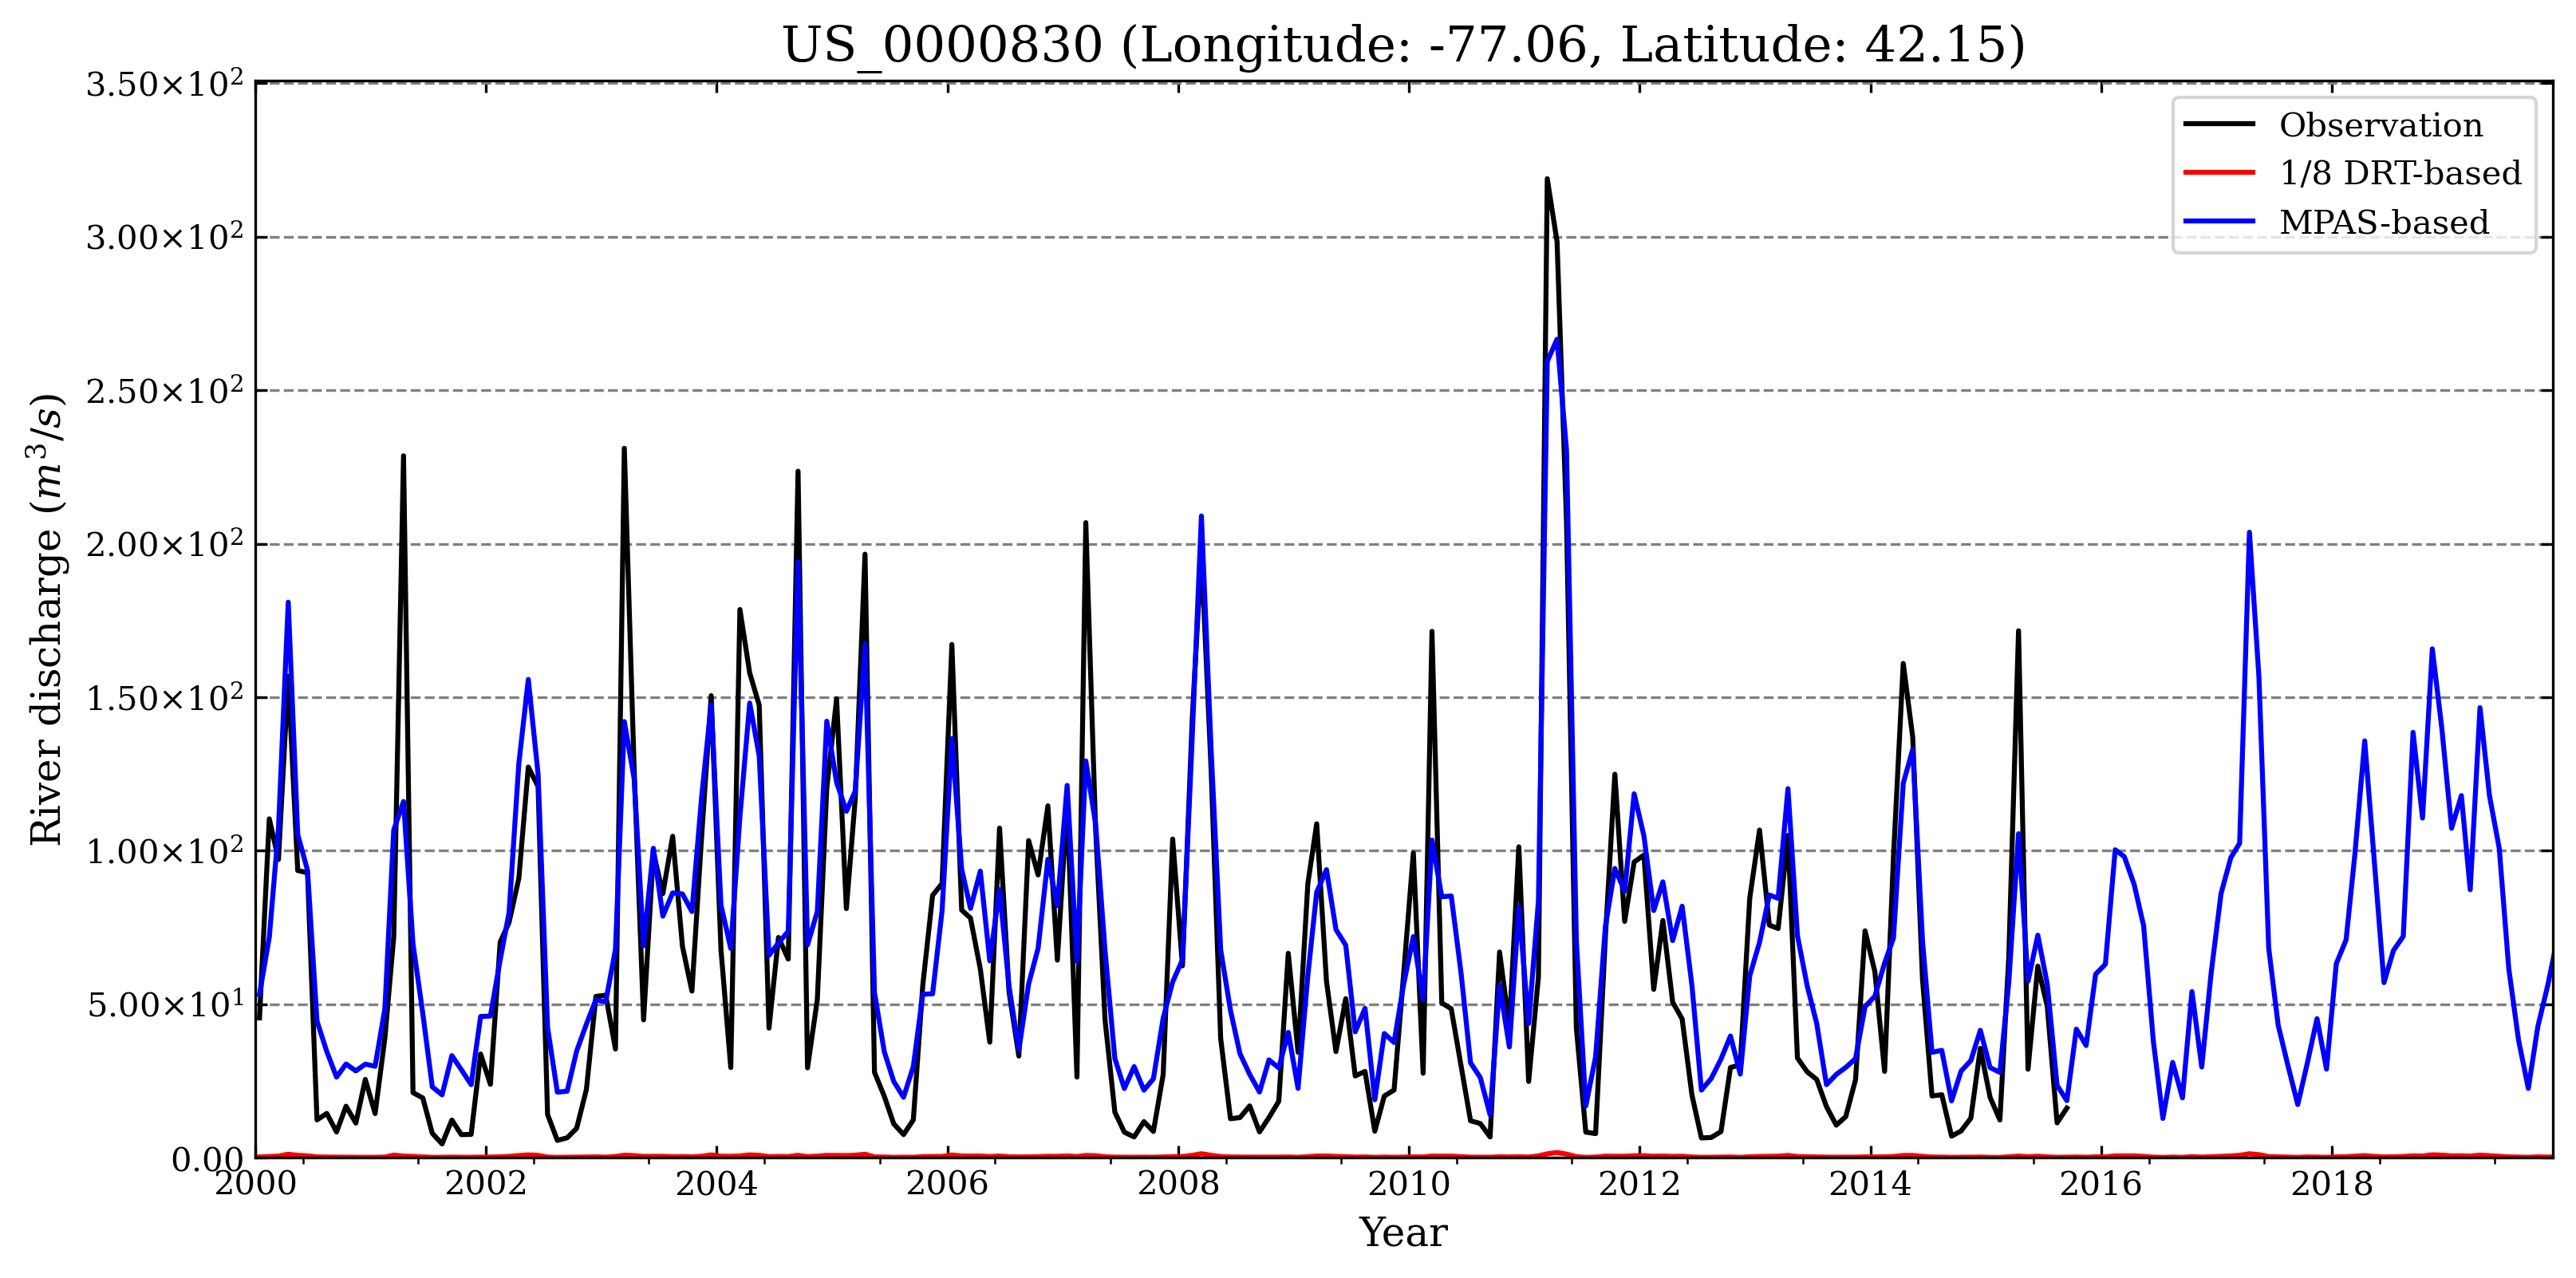 US_0000830 (Longitude: -77.06, Latitude: 42.15)
3.50×10²
3.00×10²
2.50×10²
2.00×10²
1.50×10²
1.00×10²
5.00×10¹
0.00
River discharge (m³/s)
Observation
1/8 DRT-based
MPAS-based
2000 2002 2004 2006 2008 2010 2012 2014 2016 2018
Year